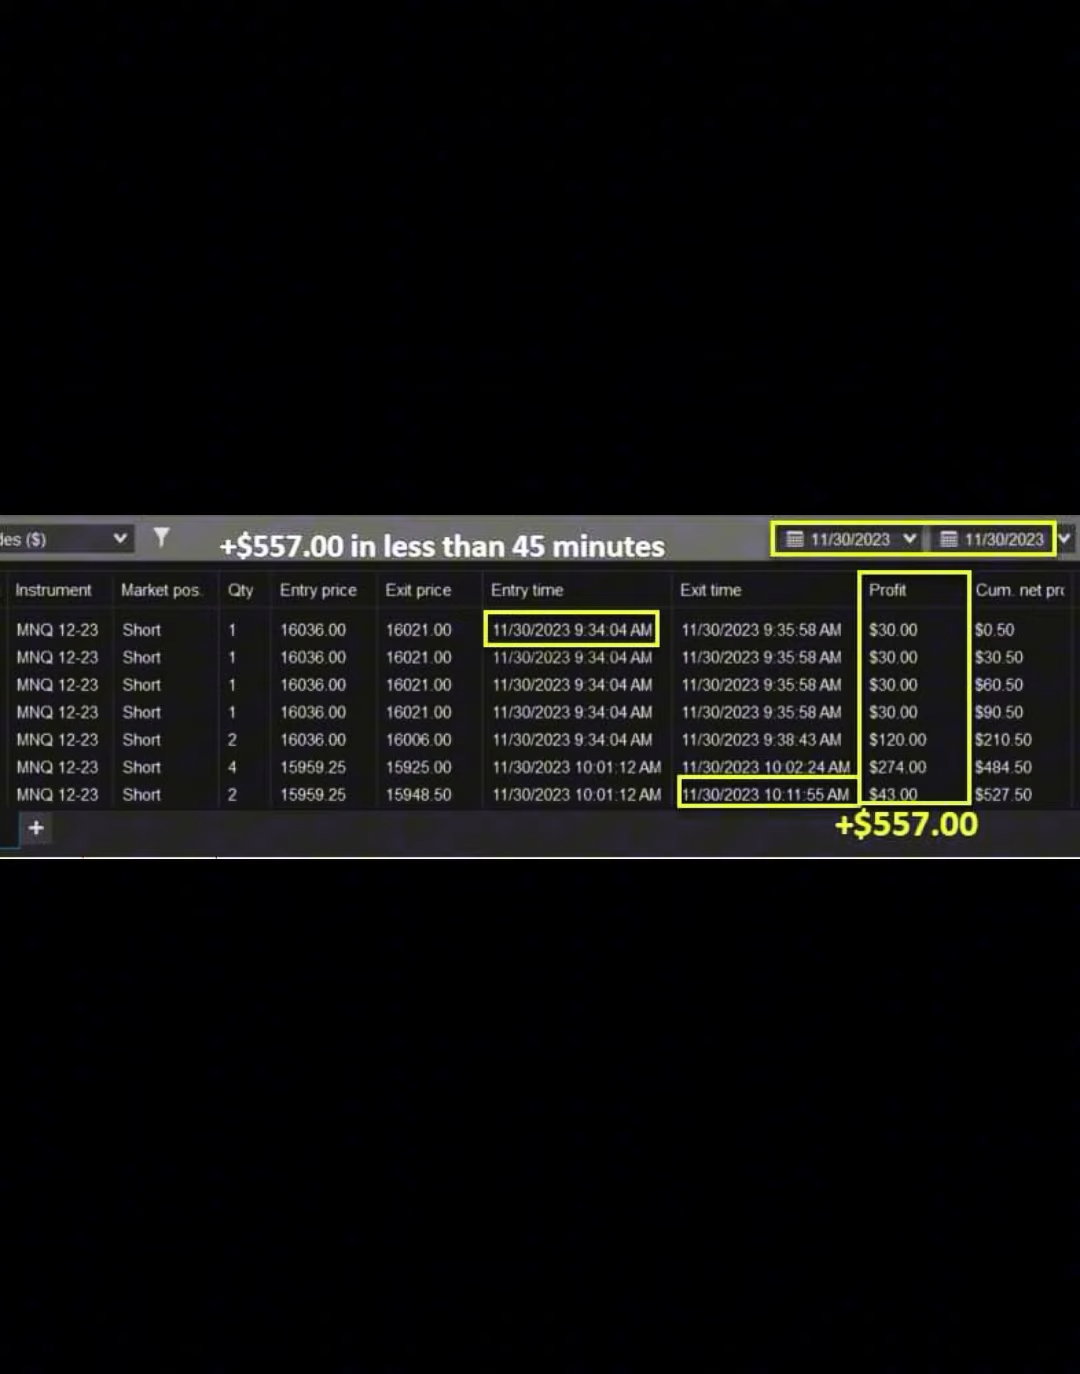 des ($) +$557.00 in less than 45 minutes 11/30/2023 11/30/2023
Instrument Market pos. Qty Entry price Exit price Entry time Exit time Profit Cum. net pro
MNQ 12-23 Short 1 16036.00 16021.00 11/30/2023 9:34:04 AM 11/30/2023 9:35:58 AM $30.00 $0.50
MNQ 12-23 Short 1 16036.00 16021.00 11/30/2023 9:34:04 AM 11/30/2023 9:35:58 AM $30.00 $30.50
MNQ 12-23 Short 1 16036.00 16021.00 11/30/2023 9:34:04 AM 11/30/2023 9:35:58 AM $30.00 $60.50
MNQ 12-23 Short 1 16036.00 16021.00 11/30/2023 9:34:04 AM 11/30/2023 9:35:58 AM $30.00 $90.50
MNQ 12-23 Short 2 16036.00 16006.00 11/30/2023 9:34:04 AM 11/30/2023 9:38:43 AM $120.00 $210.50
MNQ 12-23 Short 4 15959.25 15925.00 11/30/2023 10:01:12 AM 11/30/2023 10:02:24 AM $274.00 $484.50
MNQ 12-23 Short 2 15959.25 15948.50 11/30/2023 10:01:12 AM 11/30/2023 10:11:55 AM $43.00 $527.50
+ +$557.00